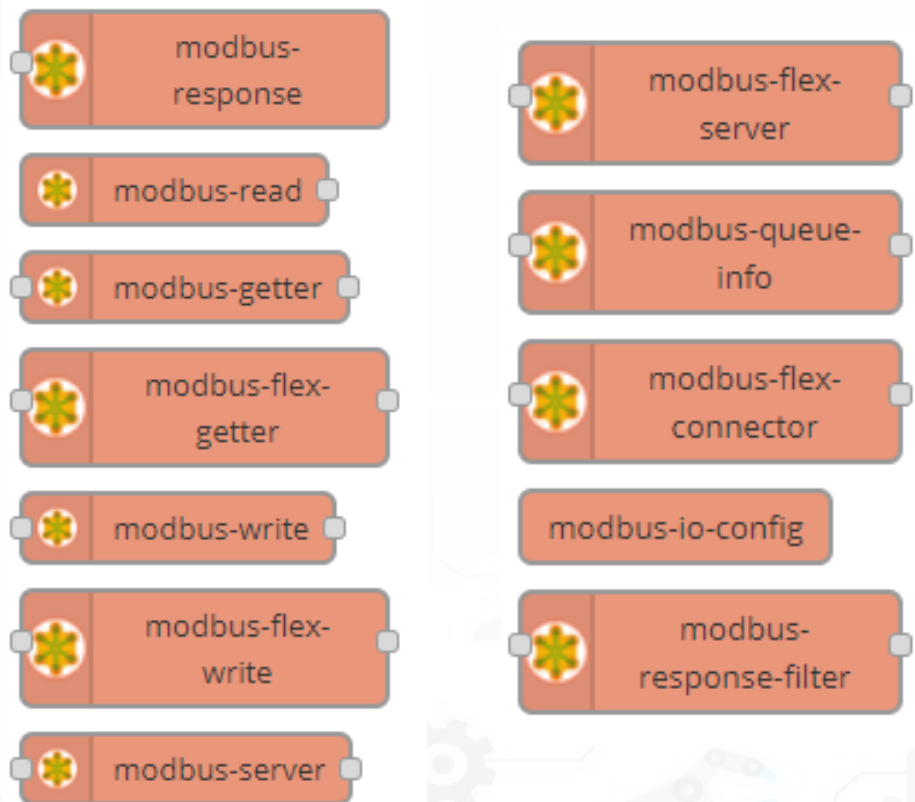 modbus-
response
modbus-read
modbus-getter
modbus-flex-
getter
modbus-write
modbus-flex-
write
modbus-server
modbus-flex-
server
modbus-queue-
info
modbus-flex-
connector
modbus-io-config
modbus-
response-filter